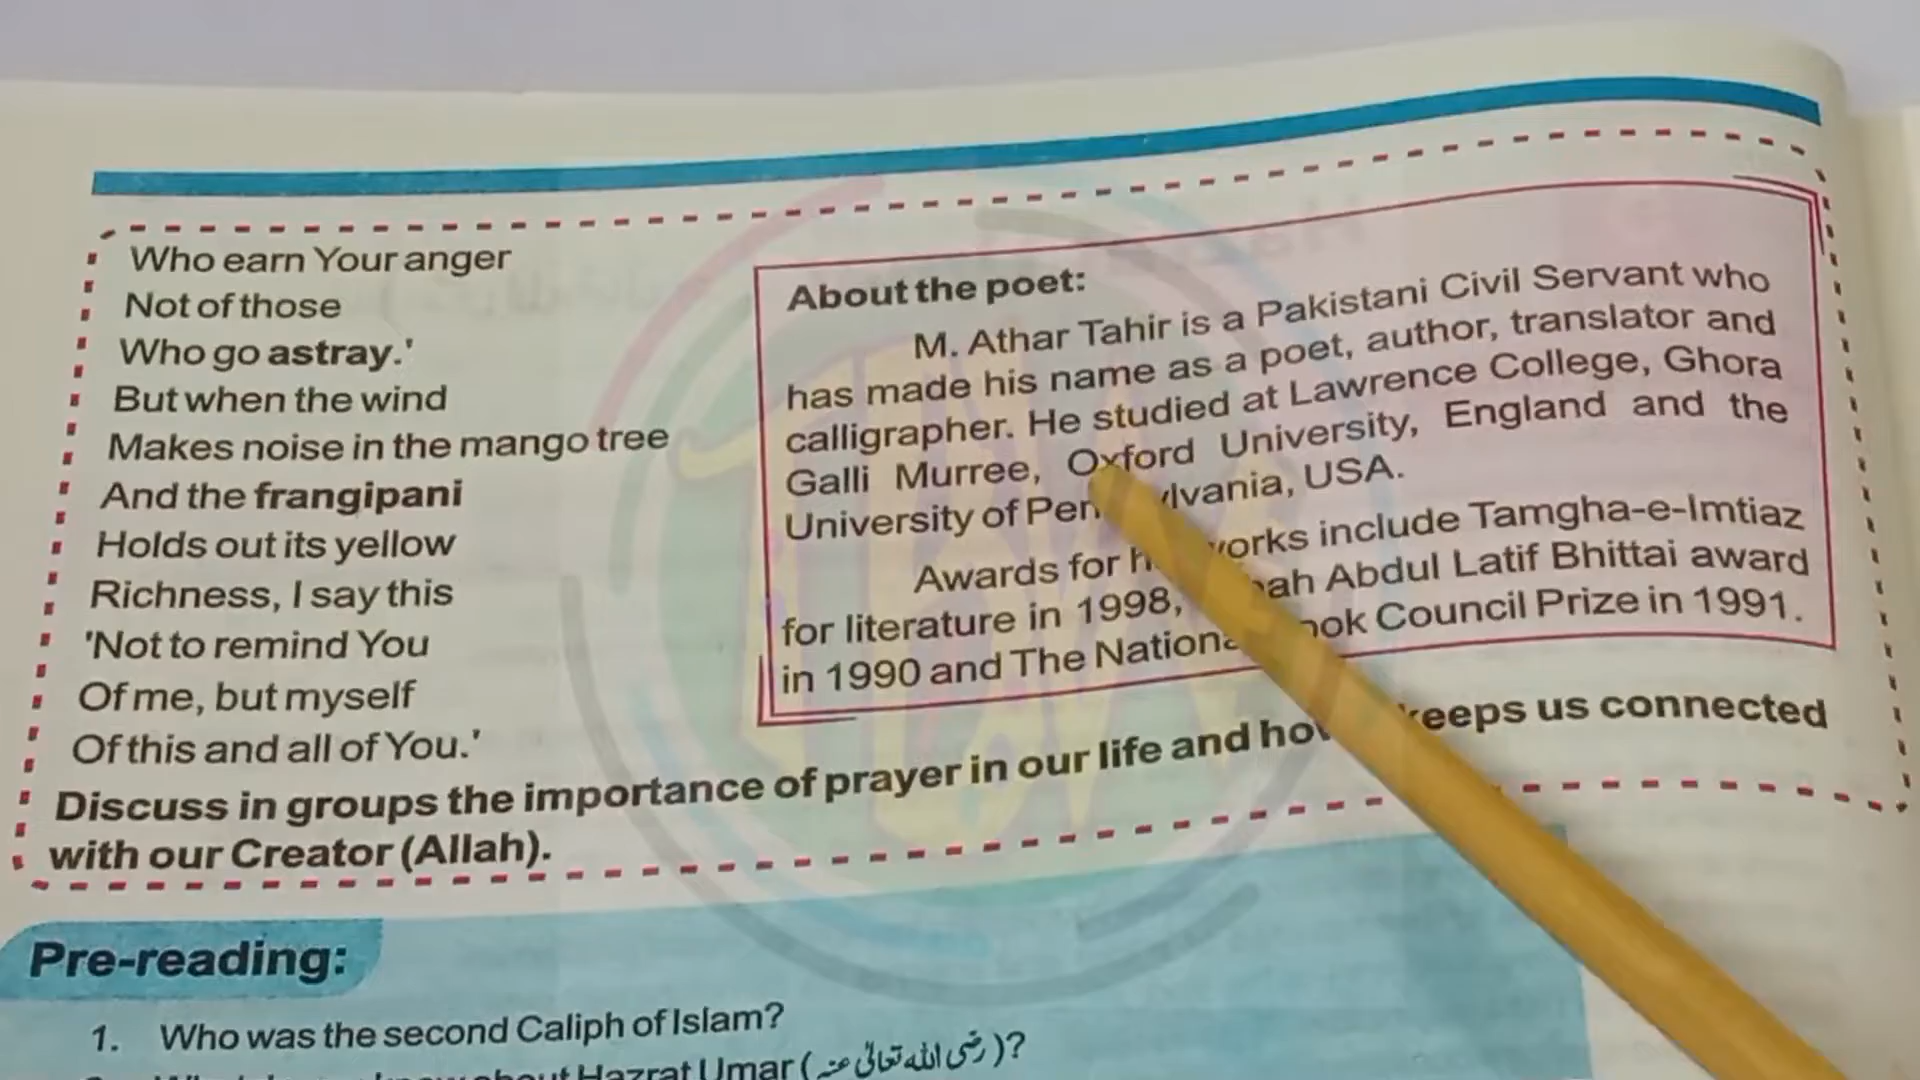 Who earn Your anger
Not of those
Who go astray.'
But when the wind
Makes noise in the mango tree
And the frangipani
Holds out its yellow
Richness, I say this
'Not to remind You
Of me, but myself
Of this and all of You.'
About the poet:
M. Athar Tahir is a Pakistani Civil Servant who
has made his name as a poet, author, translator and
calligrapher. He studied at Lawrence College, Ghora
Galli Murree, Oxford University, England and the
University of Pen lvania, USA.
Awards for h works include Tamgha-e-Imtiaz
for literature in 1998, ah Abdul Latif Bhittai award
in 1990 and The Nationa ook Council Prize in 1991.
Discuss in groups the importance of prayer in our life and how keeps us connected
with our Creator (Allah).
Pre-reading:
1. Who was the second Caliph of Islam?
Hazrat Umar (رضی اللہ تعالیٰ عنہ)?